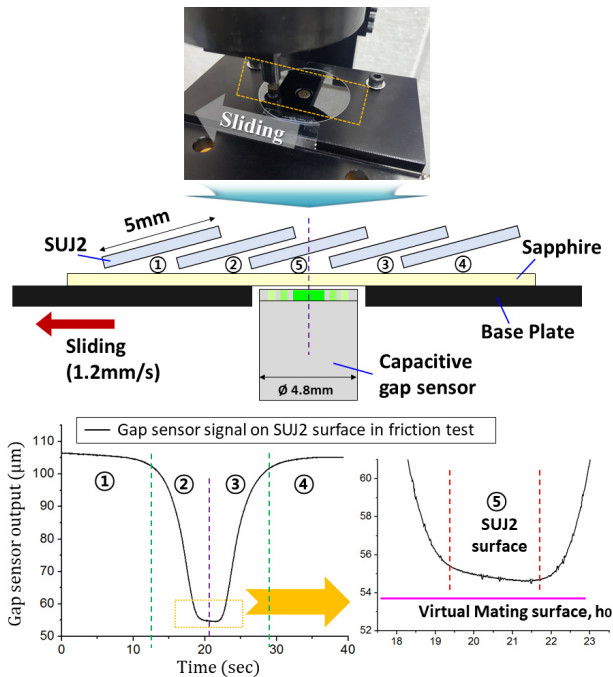 Sliding
5mm
SUJ2
① ② ⑤ ③ ④
Sapphire
Base Plate
Sliding
(1.2mm/s)
Capacitive
gap sensor
Ø 4.8mm
Gap sensor signal on SUJ2 surface in friction test
Gap sensor output (μm)
110
100
90
80
70
60
50
① ② ③ ④
0 10 20 30 40
Time (sec)
60
58
56
54
52
⑤
SUJ2
surface
Virtual Mating surface, h0
18 19 20 21 22 23